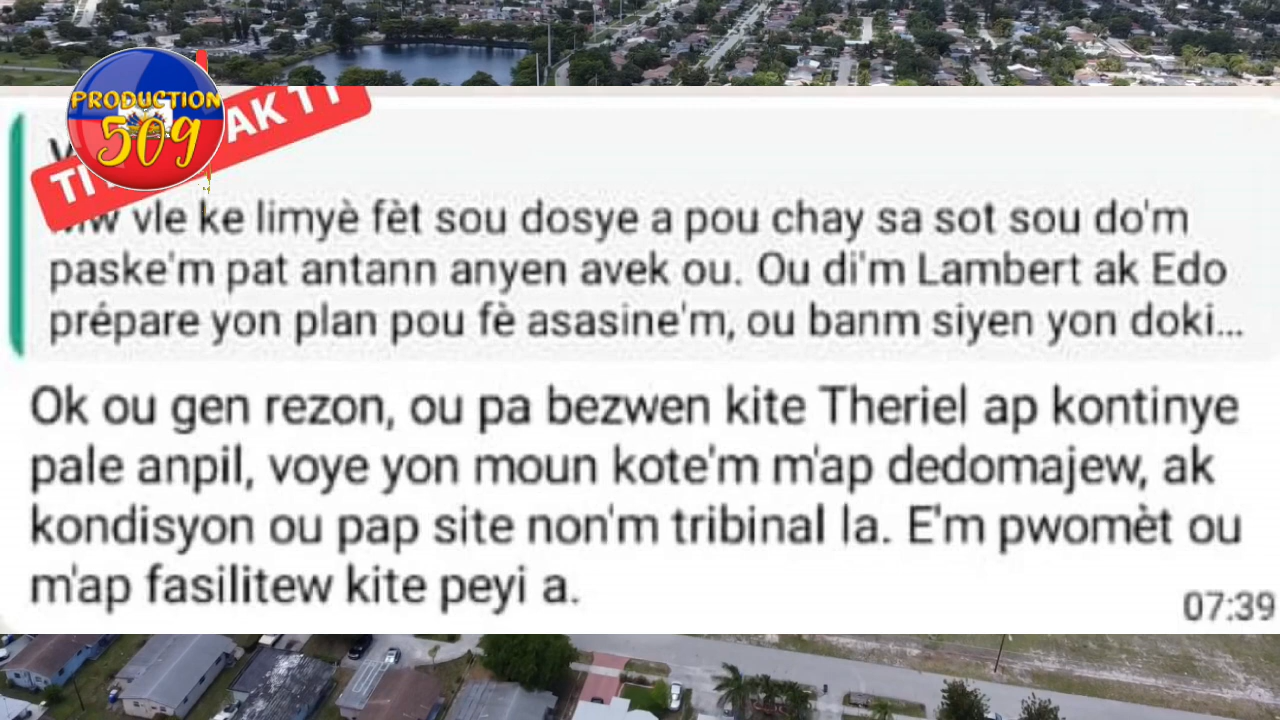 PRODUCTION
509
AK TI
vle ke limyè fèt sou dosye a pou chay sa sot sou do'm
paske'm pat antann anyen avek ou. Ou di'm Lambert ak Edo
prépare yon plan pou fè asasine'm, ou banm siyen yon doki...
Ok ou gen rezon, ou pa bezwen kite Theriel ap kontinye
pale anpil, voye yon moun kote'm m'ap dedomajew, ak
kondisyon ou pap site non'm tribinal la. E'm pwomèt ou
m'ap fasilitew kite peyi a.
07:39